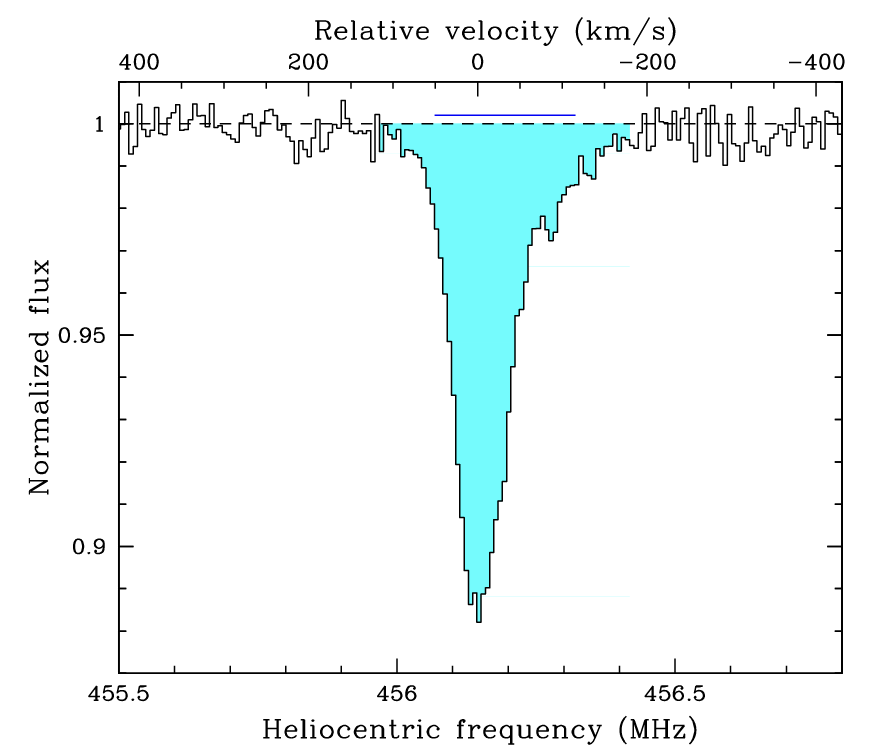 Relative velocity (km/s)
400 200 0 −200 −400
1
0.95
0.9
Normalized flux
455.5 456 456.5
Heliocentric frequency (MHz)